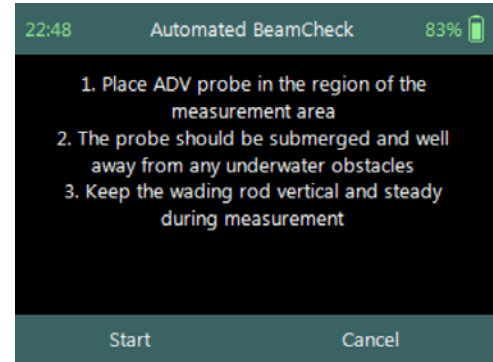 22:48 Automated BeamCheck 83%
1. Place ADV probe in the region of the
measurement area
2. The probe should be submerged and well
away from any underwater obstacles
3. Keep the wading rod vertical and steady
during measurement
Start Cancel